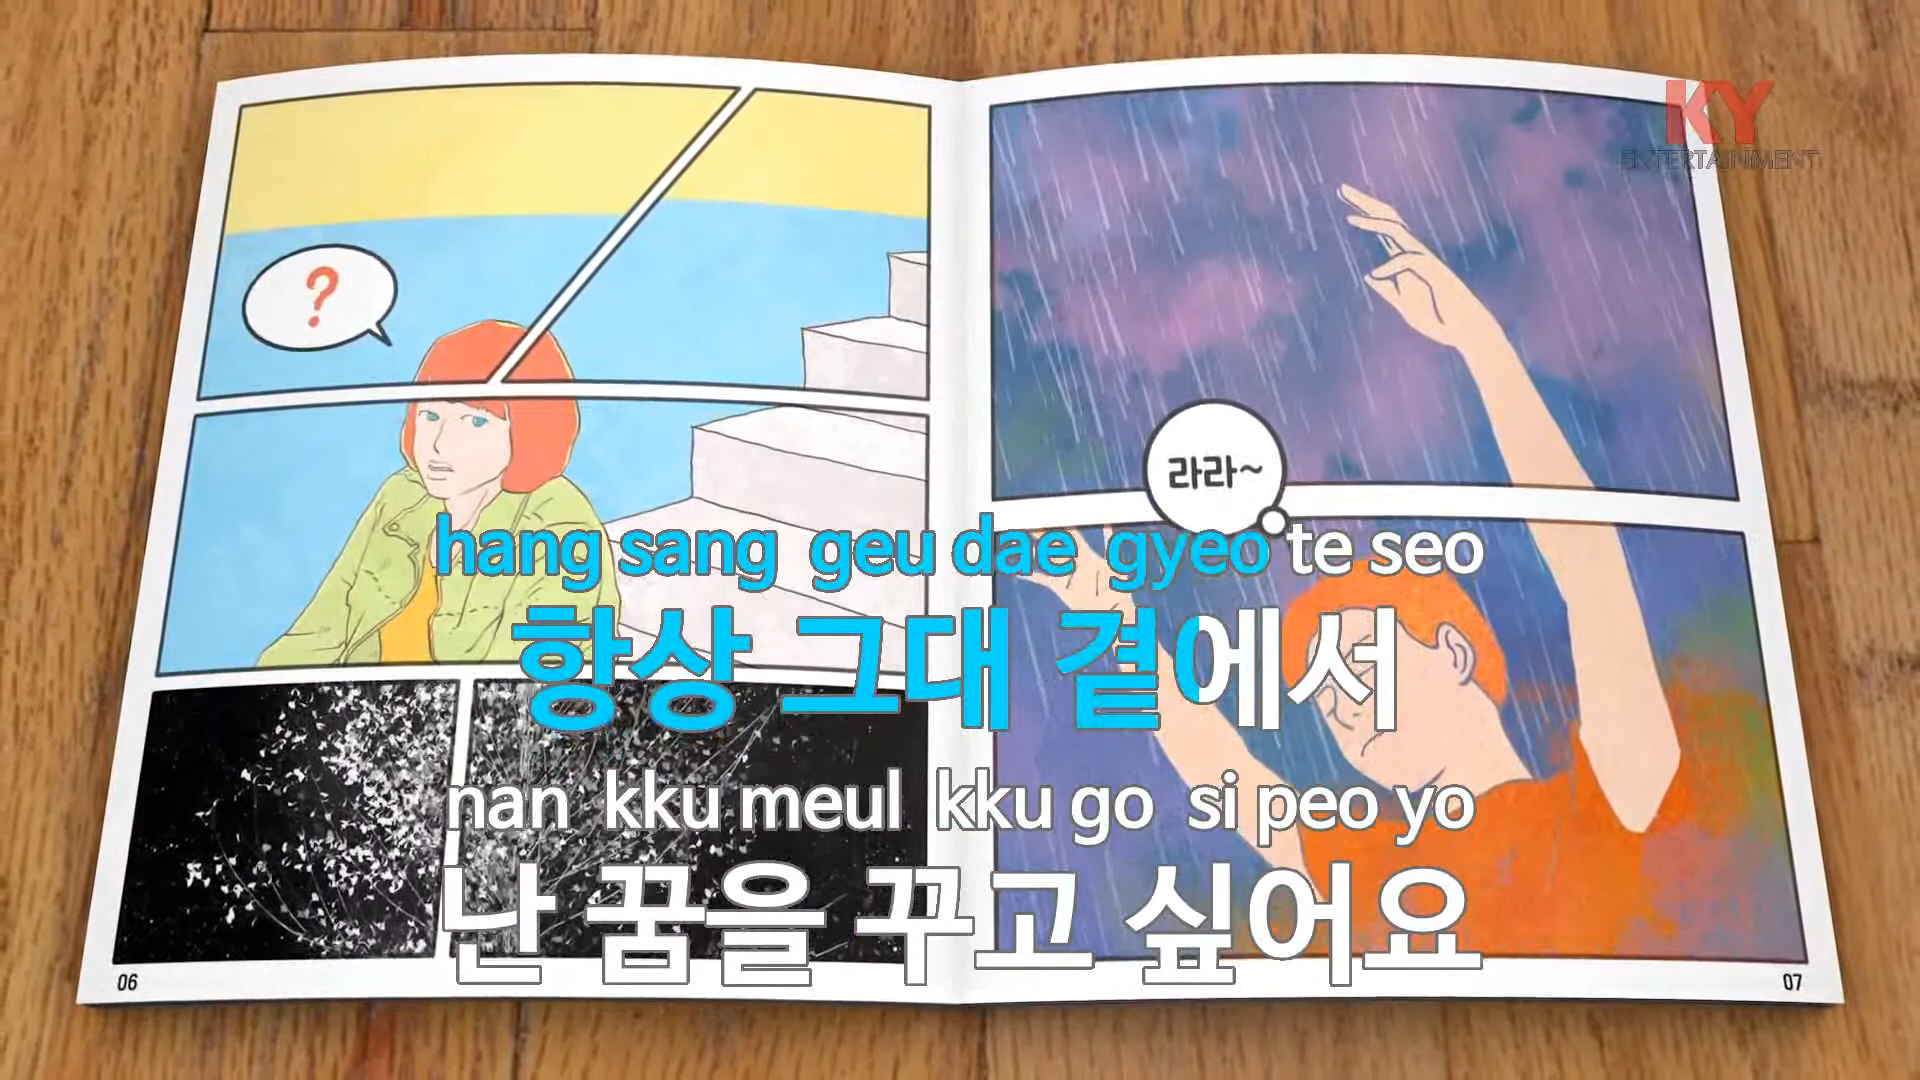 KY
ENTERTAINMENT
?
라라~
hang sang geu dae gyeo te seo
항상 그대 곁에서
nan kku meul kku go si peo yo
난 꿈을 꾸고 싶어요
06
07